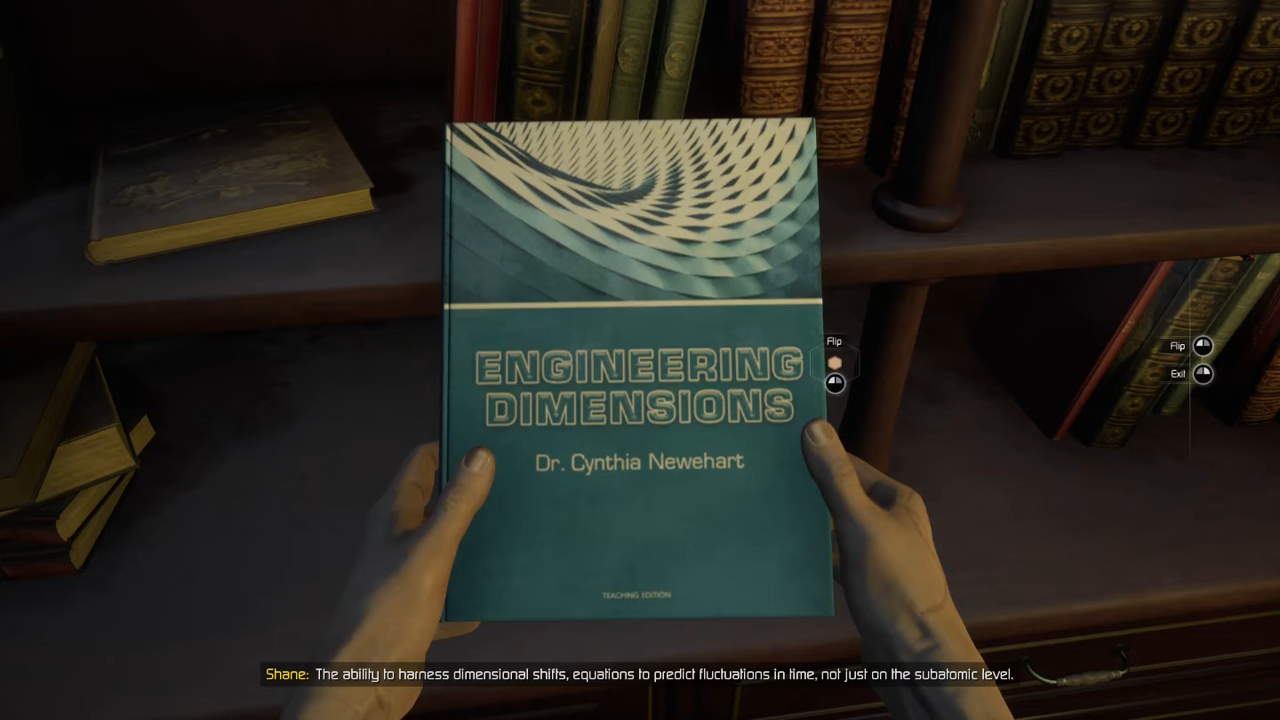 ENGINEERING
DIMENSIONS
Dr. Cynthia Newehart
TEACHING EDITION
Flip
Flip
Exit
Shane: The ability to harness dimensional shifts, equations to predict fluctuations in time, not just on the subatomic level.